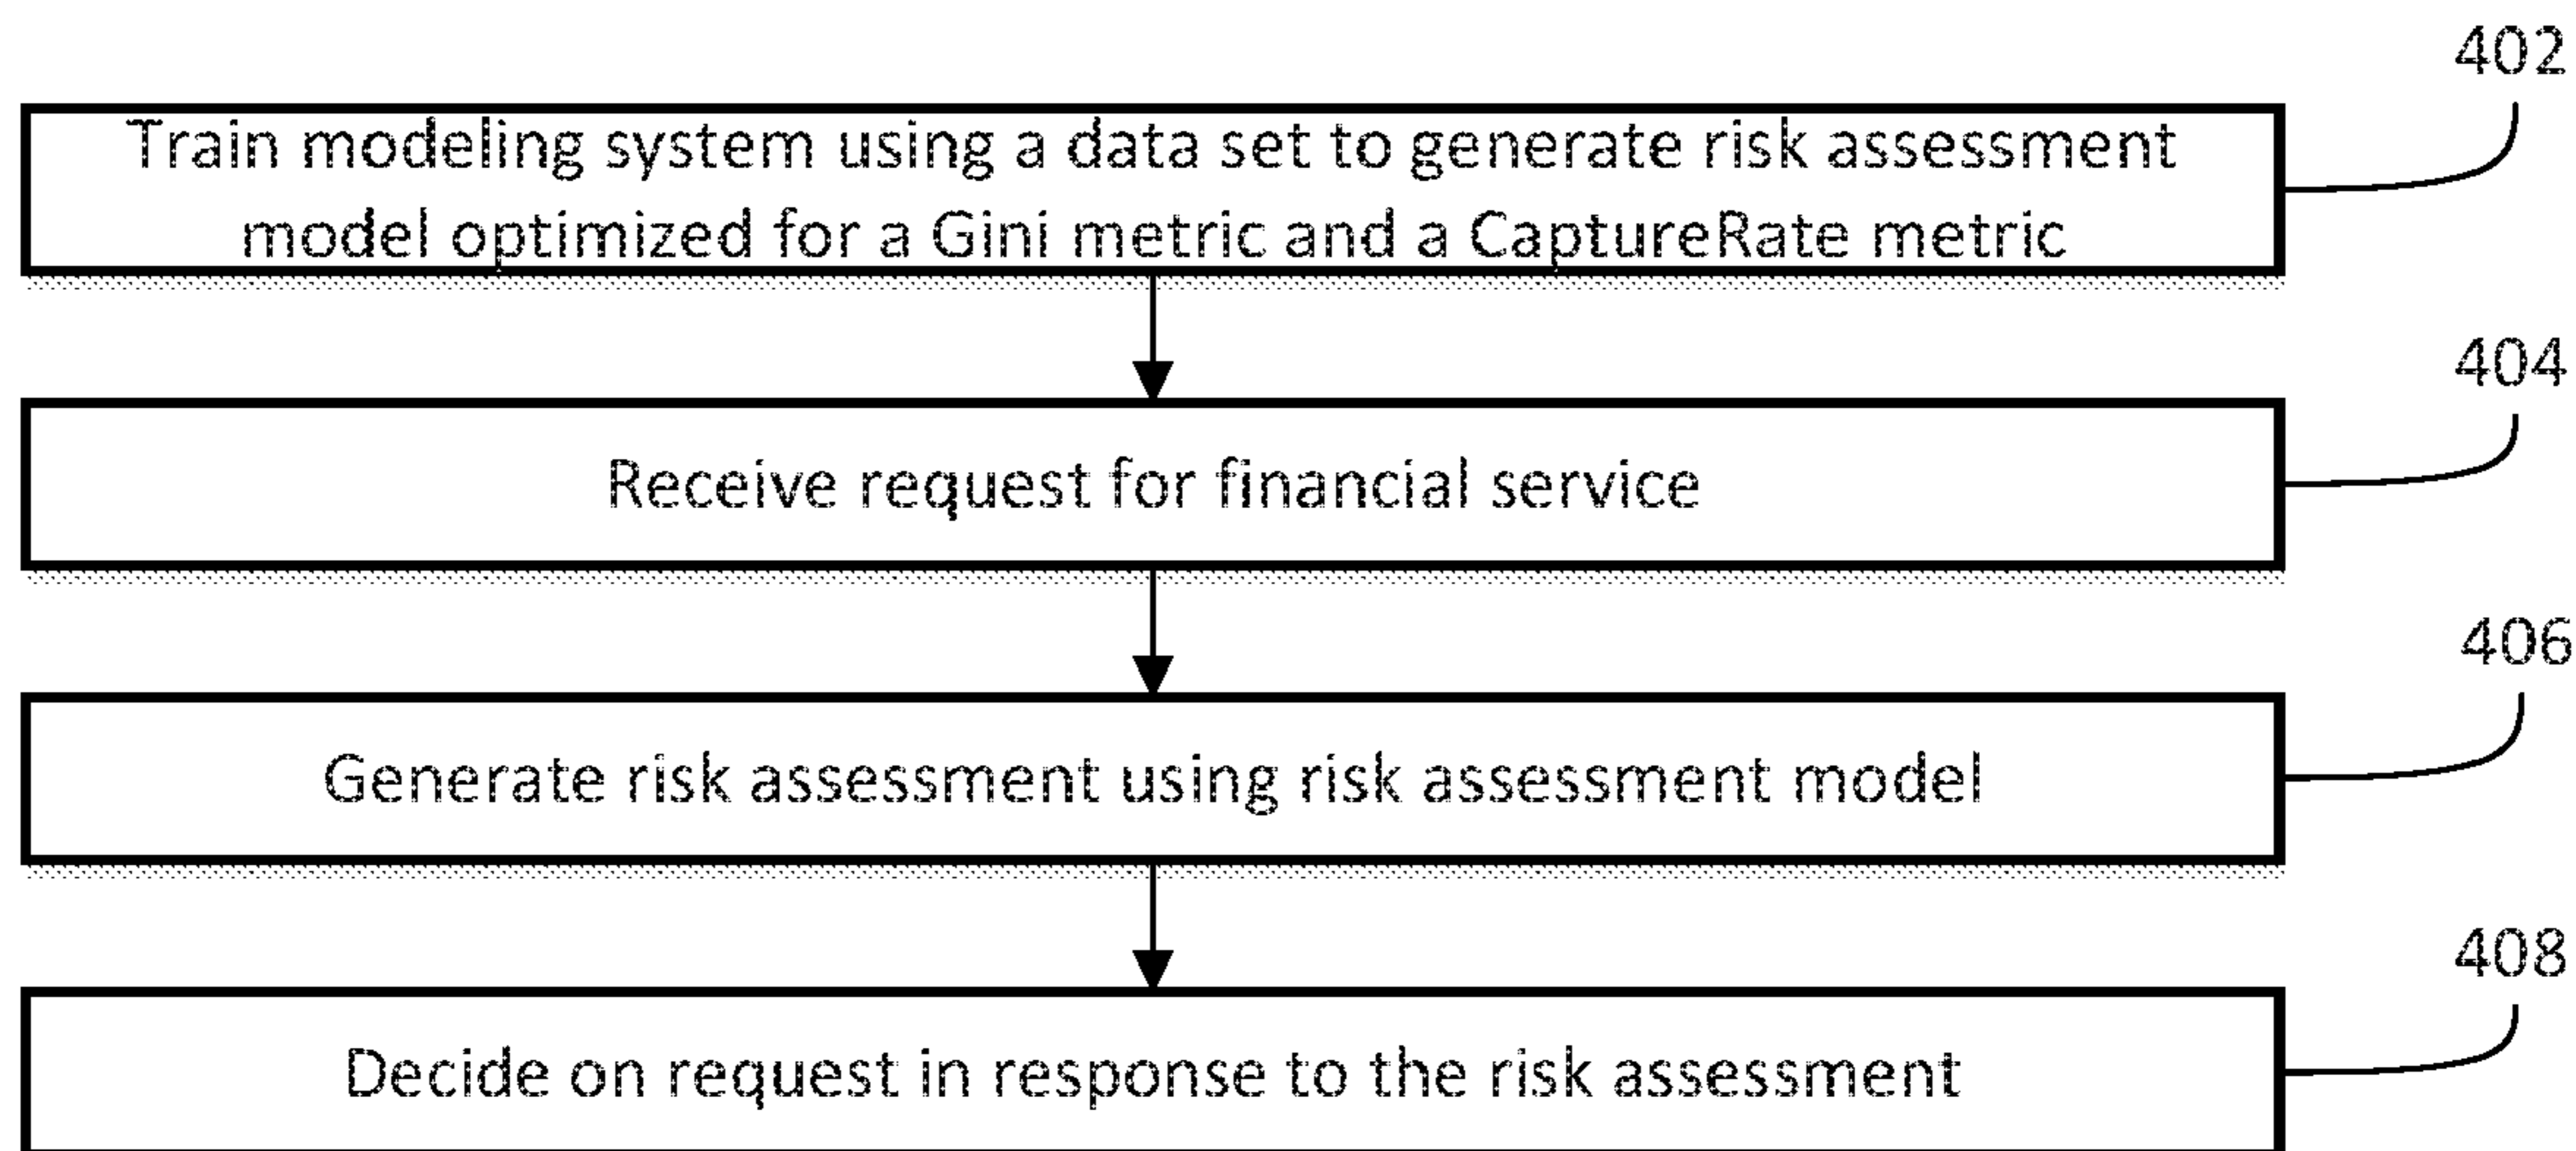 402
Train modeling system using a data set to generate risk assessment
model optimized for a Gini metric and a CaptureRate metric
404
Receive request for financial service
406
Generate risk assessment using risk assessment model
408
Decide on request in response to the risk assessment